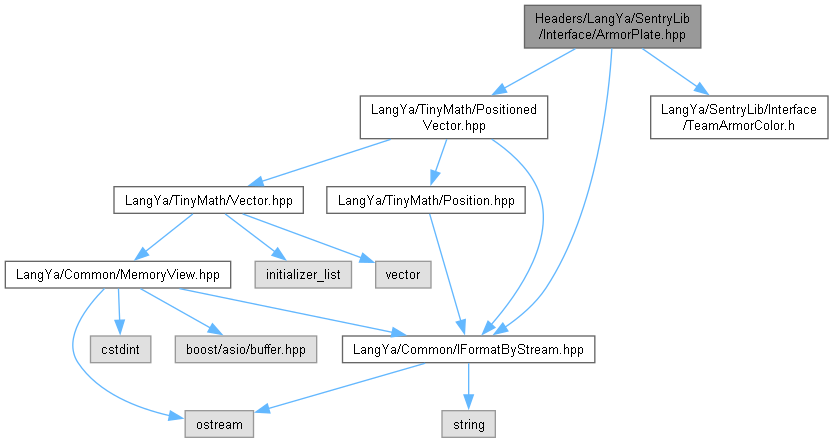 Headers/LangYa/SentryLib
/Interface/ArmorPlate.hpp
LangYa/TinyMath/Positioned
Vector.hpp
LangYa/SentryLib/Interface
/TeamArmorColor.h
LangYa/TinyMath/Vector.hpp
LangYa/TinyMath/Position.hpp
LangYa/Common/MemoryView.hpp
initializer_list
vector
cstdint
boost/asio/buffer.hpp
LangYa/Common/IFormatByStream.hpp
ostream
string